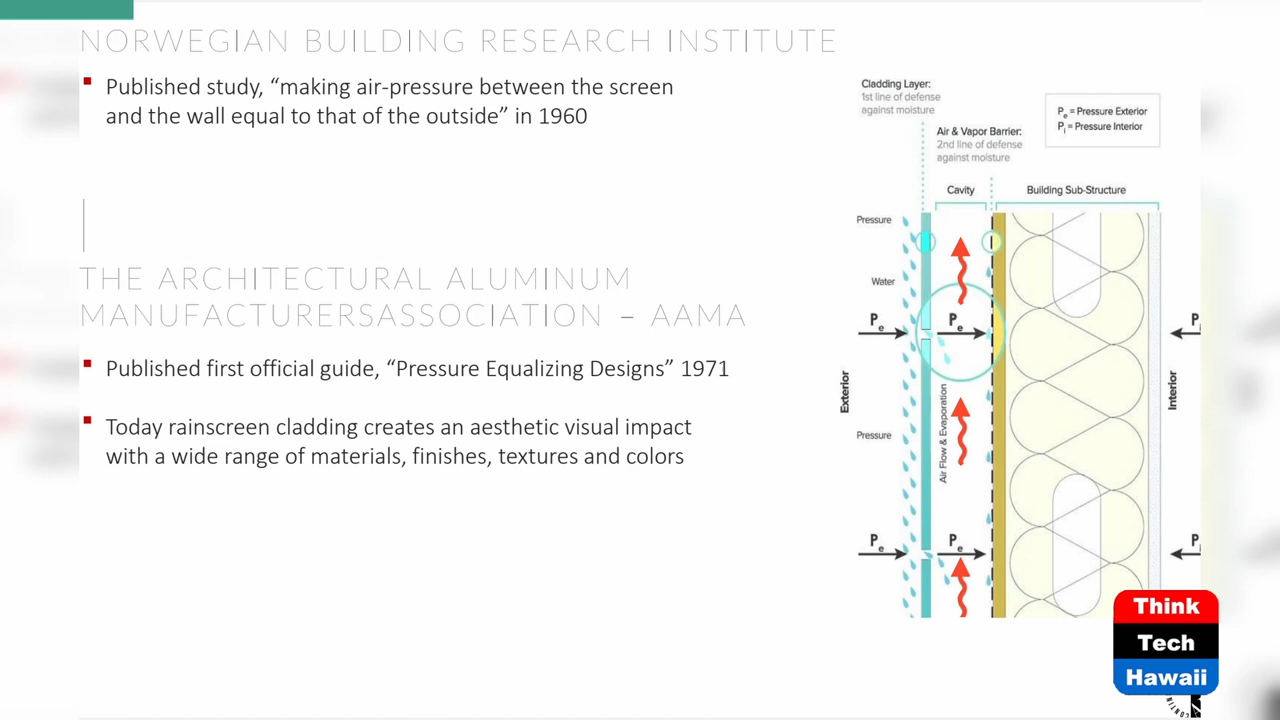 NORWEGIAN BUILDING RESEARCH INSTITUTE
Published study, “making air-pressure between the screen
and the wall equal to that of the outside” in 1960
THE ARCHITECTURAL ALUMINUM
MANUFACTURERSASSOCIATION – AAMA
Published first official guide, “Pressure Equalizing Designs” 1971
Today rainscreen cladding creates an aesthetic visual impact
with a wide range of materials, finishes, textures and colors
Cladding Layer:
1st line of defense
against moisture
Pe = Pressure Exterior
Pi = Pressure Interior
Air & Vapor Barrier:
2nd line of defense
against moisture
Cavity
Building Sub-Structure
Pressure
Water
Pe
Pe
Pi
Exterior
Air Flow & Evaporation
Interior
Pressure
Pe
Pe
Pi
Think
Tech
Hawaii